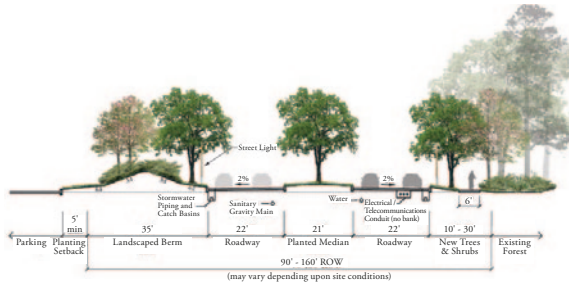 Street Light
2%
2%
Stormwater
Piping and
Catch Basins
Sanitary
Gravity Main
Water
Electrical /
Telecommunications
Conduit (no bank)
6'
5'
min
35'
22'
21'
22'
10' - 30'
Parking
Planting
Setback
Landscaped Berm
Roadway
Planted Median
Roadway
New Trees
& Shrubs
Existing
Forest
90' - 160' ROW
(may vary depending upon site conditions)